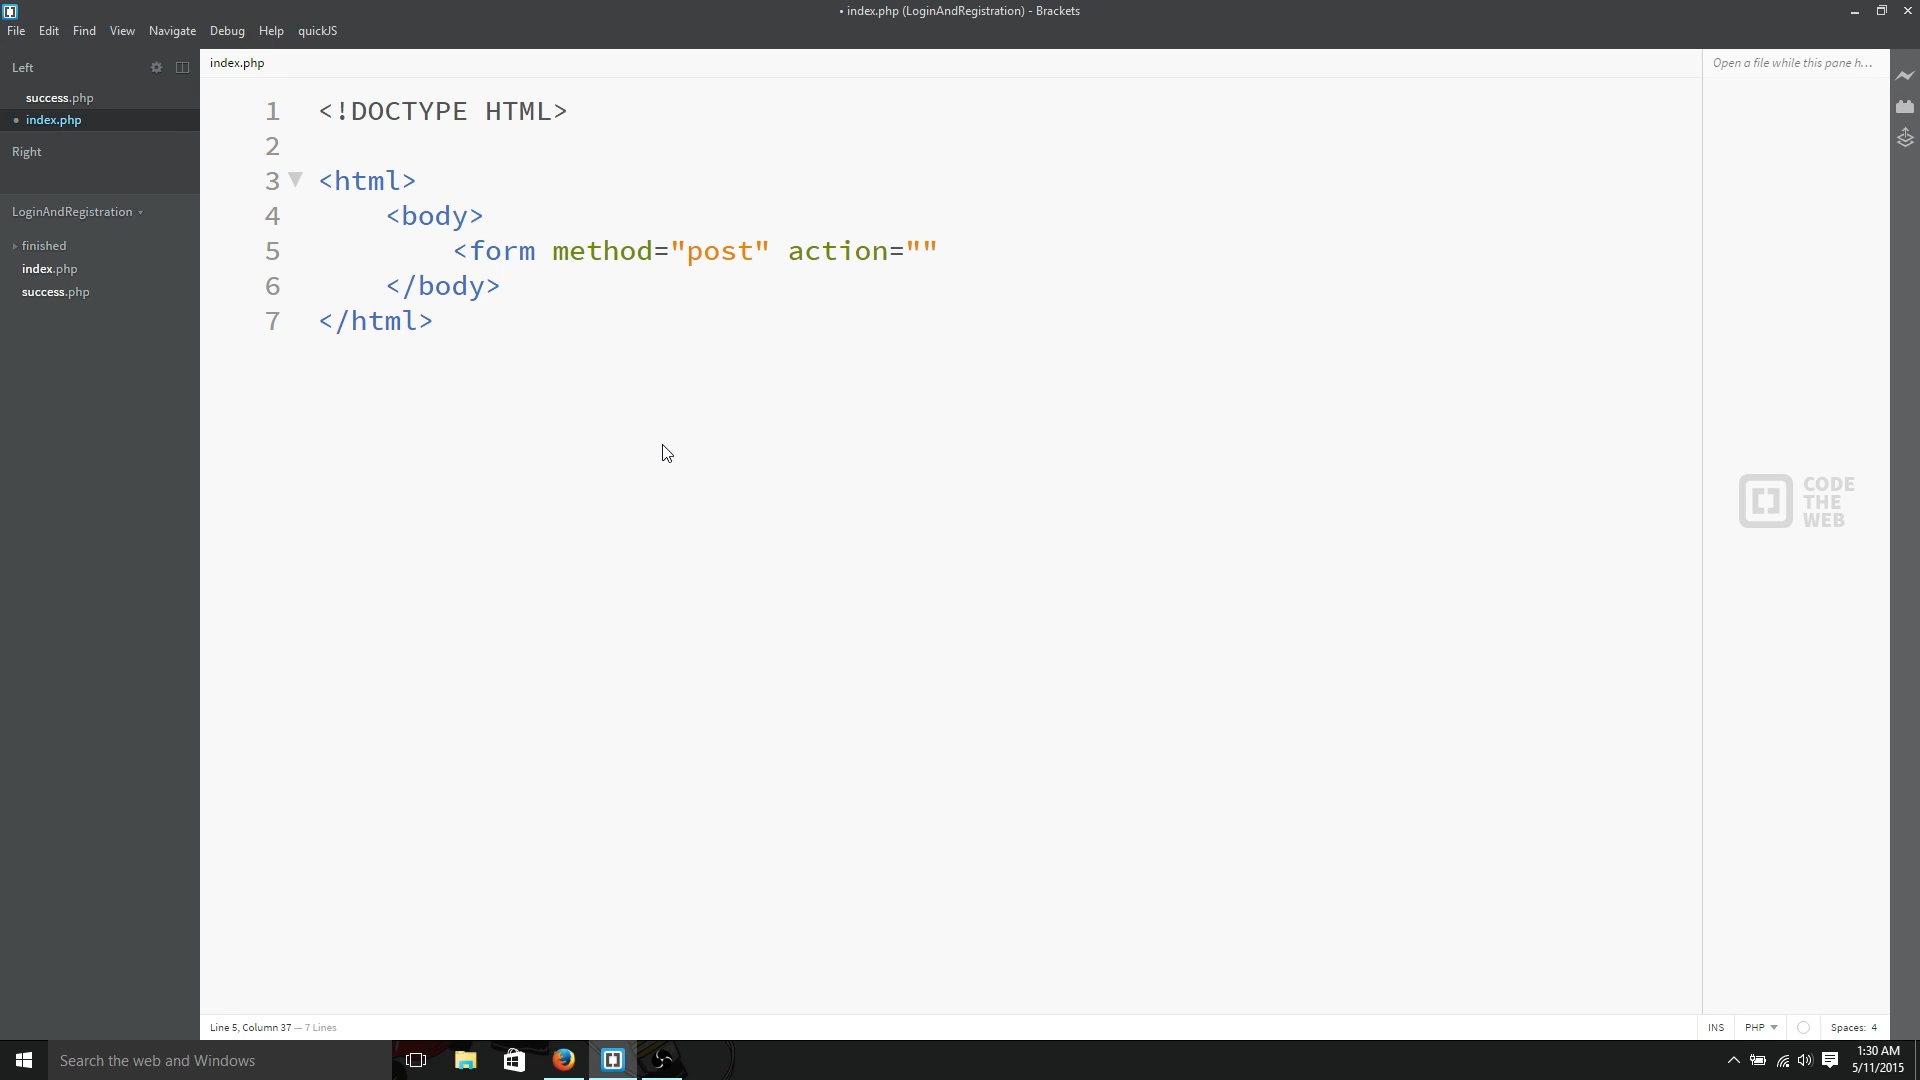 • index.php (LoginAndRegistration) - Brackets
File Edit Find View Navigate Debug Help quickJS
Left
success.php
• index.php
Right
LoginAndRegistration
finished
index.php
success.php
index.php
Open a file while this pane h...
1 <!DOCTYPE HTML>
2
3 <html>
4 <body>
5 <form method="post" action=""
6 </body>
7 </html>
CODE
THE
WEB
Line 5, Column 37 — 7 Lines
INS PHP Spaces: 4
Search the web and Windows
1:30 AM
5/11/2015